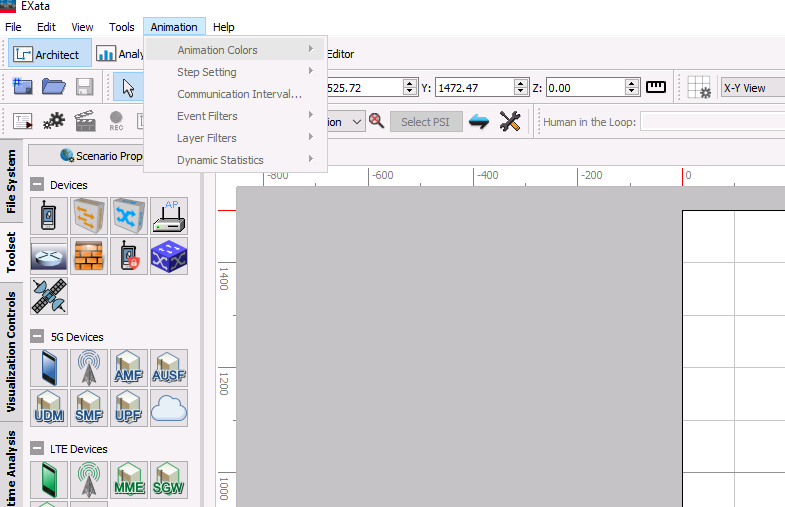 EXata
File Edit View Tools Animation Help
Architect Analy Editor
Animation Colors
Step Setting
Communication Interval...
Event Filters
Layer Filters
Dynamic Statistics
525.72 Y: 1472.47 Z: 0.00 X-Y View
REC ion Select PSI Human in the Loop:
File System
Toolset
Visualization Controls
time Analysis
Scenario Prop
Devices
AP
5G Devices
AMF AUSF
UDM SMF UPF
LTE Devices
MME SGW
-800 -600 -400 -200 0
1400
1200
1000